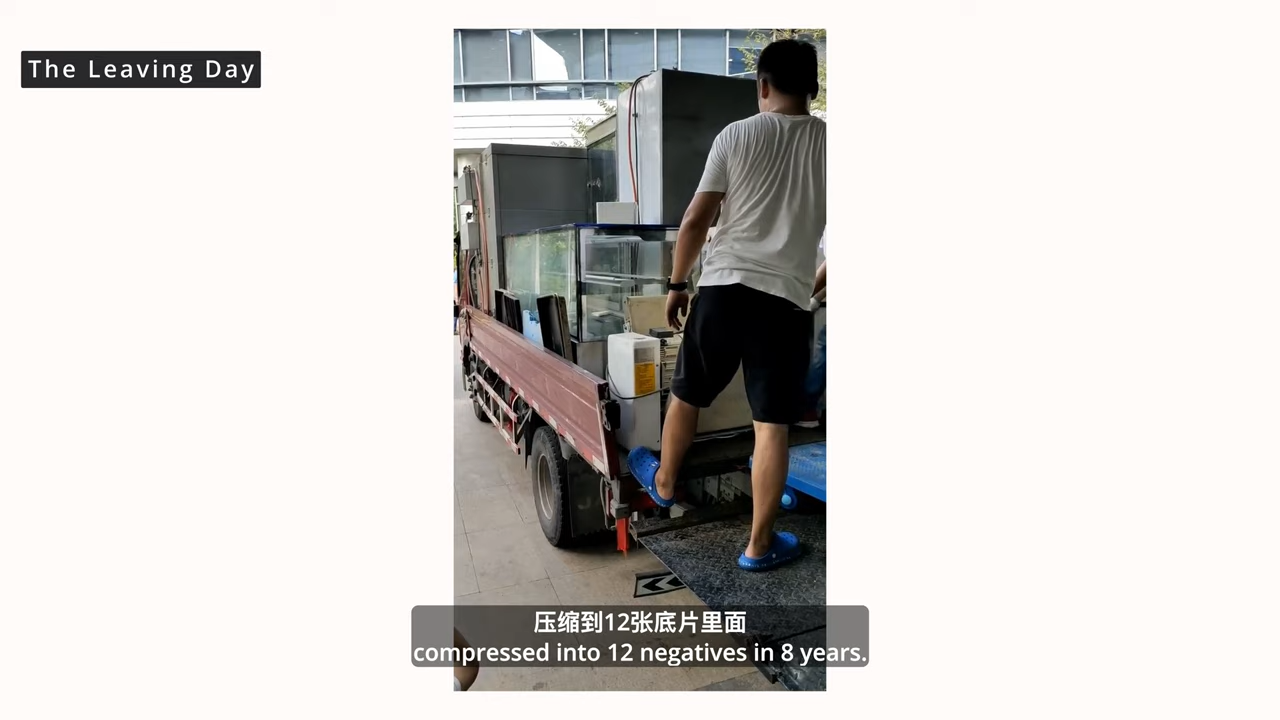 The Leaving Day
压缩到12张底片里面
compressed into 12 negatives in 8 years.